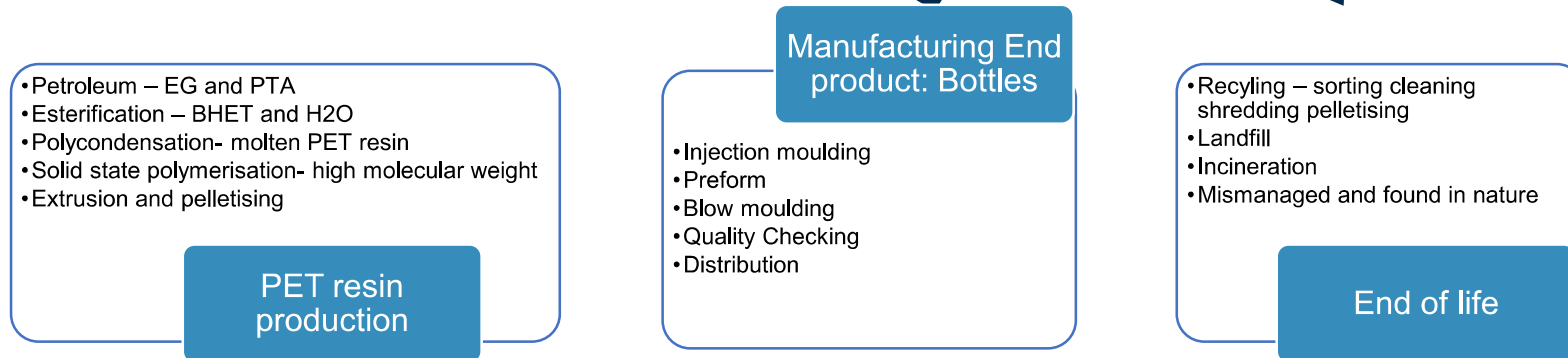 •Petroleum – EG and PTA
•Esterification – BHET and H2O
•Polycondensation- molten PET resin
•Solid state polymerisation- high molecular weight
•Extrusion and pelletising
PET resin
production
Manufacturing End
product: Bottles
•Injection moulding
•Preform
•Blow moulding
•Quality Checking
•Distribution
•Recyling – sorting cleaning
shredding pelletising
•Landfill
•Incineration
•Mismanaged and found in nature
End of life